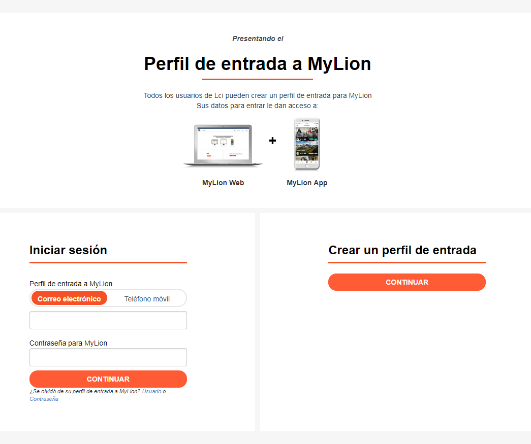 Presentando el
Perfil de entrada a MyLion
Todos los usuarios de Lci pueden crear un perfil de entrada para MyLion
Sus datos para entrar le dan acceso a:
+
MyLion Web
MyLion App
Iniciar sesión
Perfil de entrada a MyLion
Correo electrónico
Teléfono móvil
Contraseña para MyLion
CONTINUAR
¿Se olvidó de su perfil de entrada a MyLion? Usuario o
Contraseña.
Crear un perfil de entrada
CONTINUAR